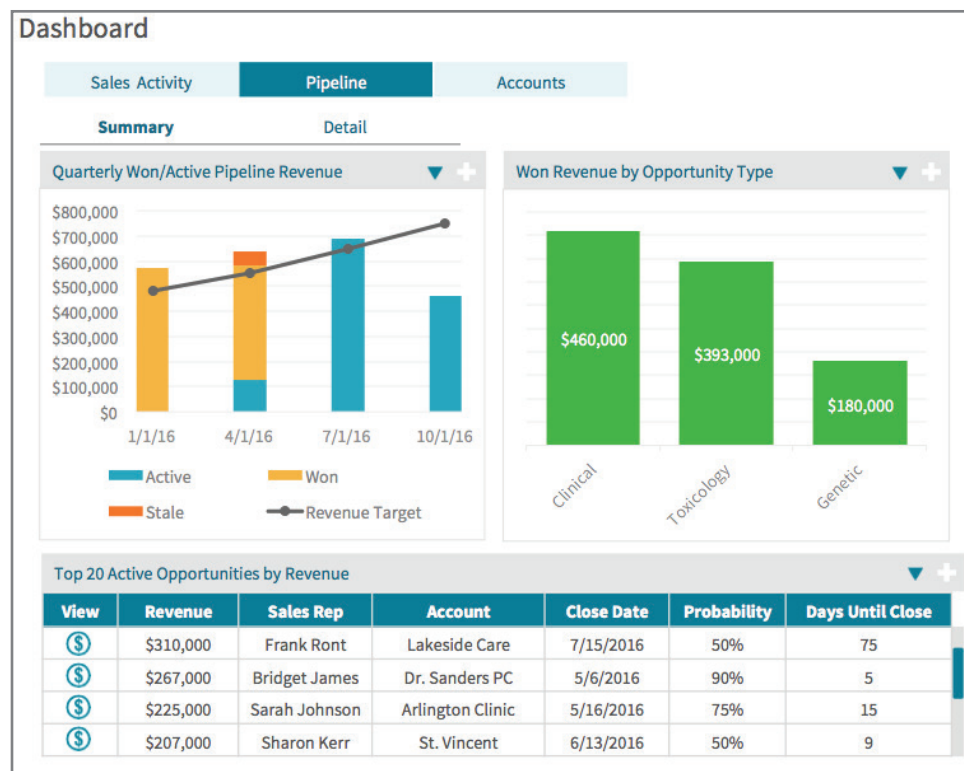 Dashboard
Sales Activity Pipeline Accounts
Summary Detail
Quarterly Won/Active Pipeline Revenue
$800,000
$700,000
$600,000
$500,000
$400,000
$300,000
$200,000
$100,000
$0
1/1/16 4/1/16 7/1/16 10/1/16
Active Won
Stale Revenue Target
Won Revenue by Opportunity Type
$460,000
$393,000
$180,000
Clinical Toxicology Genetic
Top 20 Active Opportunities by Revenue
View Revenue Sales Rep Account Close Date Probability Days Until Close
$ $310,000 Frank Ront Lakeside Care 7/15/2016 50% 75
$ $267,000 Bridget James Dr. Sanders PC 5/6/2016 90% 5
$ $225,000 Sarah Johnson Arlington Clinic 5/16/2016 75% 15
$ $207,000 Sharon Kerr St. Vincent 6/13/2016 50% 9